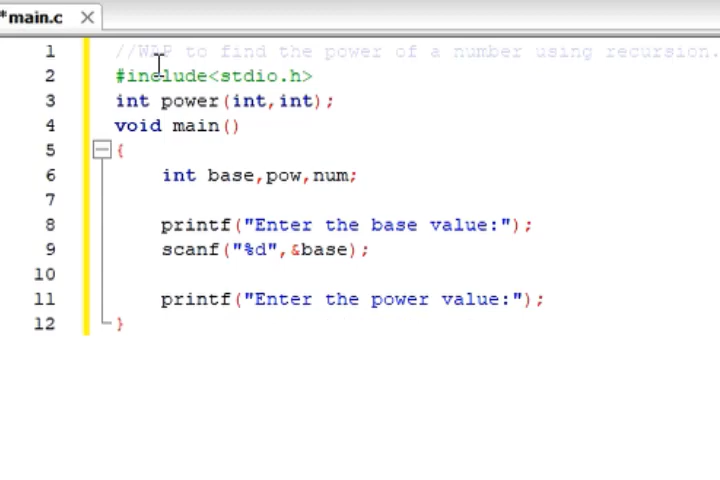 *main.c
1 //WAP to find the power of a number using recursion.
2 #include<stdio.h>
3 int power(int,int);
4 void main()
5 {
6 int base,pow,num;
7
8 printf("Enter the base value:");
9 scanf("%d",&base);
10
11 printf("Enter the power value:");
12 }